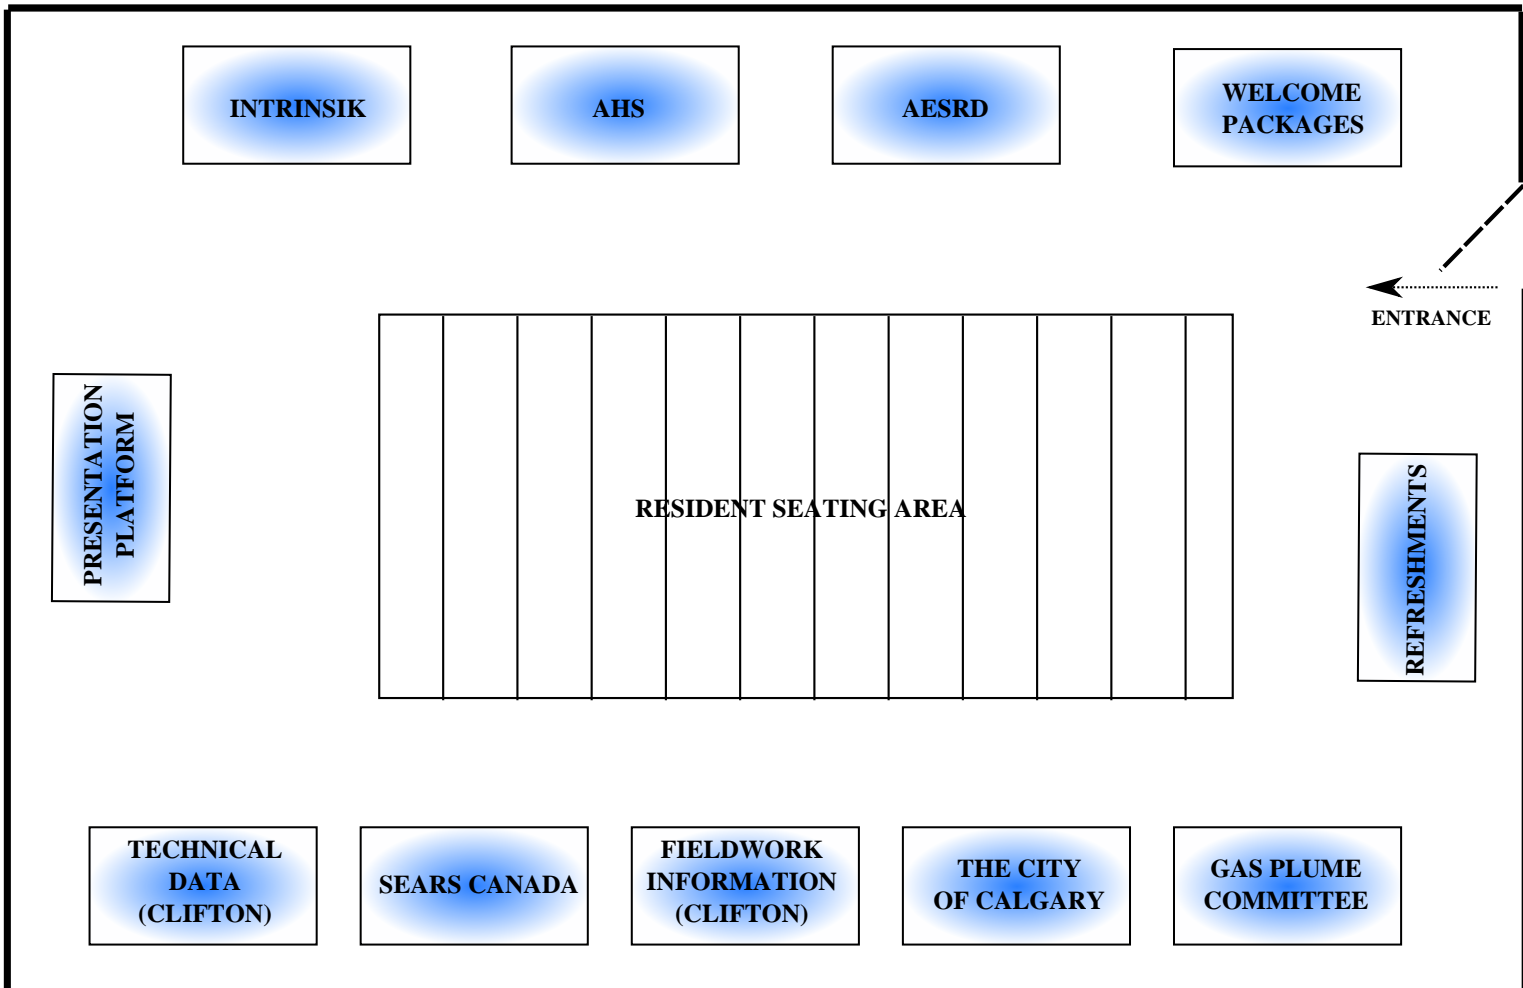 INTRINSIK
AHS
AESRD
WELCOME
PACKAGES
ENTRANCE
PRESENTATION
PLATFORM
RESIDENT SEATING AREA
REFRESHMENTS
TECHNICAL
DATA
(CLIFTON)
SEARS CANADA
FIELDWORK
INFORMATION
(CLIFTON)
THE CITY
OF CALGARY
GAS PLUME
COMMITTEE